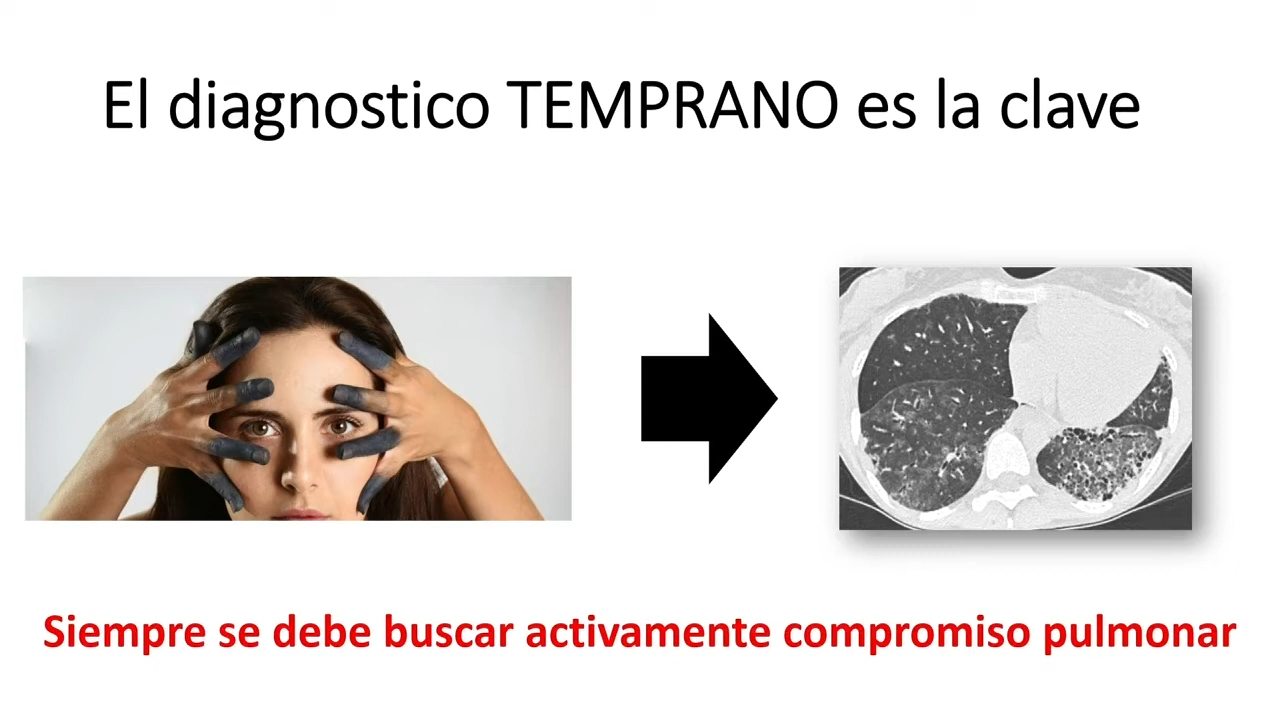 El diagnostico TEMPRANO es la clave
Siempre se debe buscar activamente compromiso pulmonar